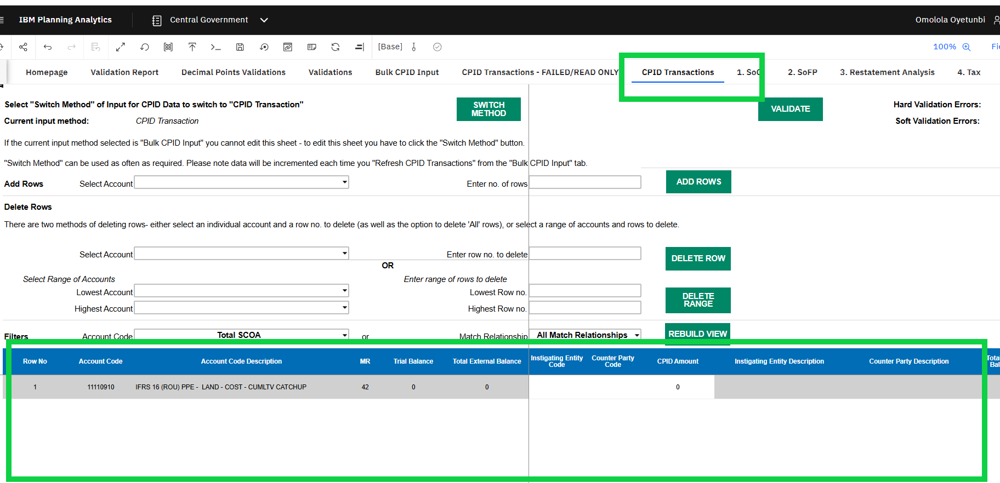 IBM Planning Analytics
Central Government
Omolola Oyetunbi
[Base]
100%
Homepage
Validation Report
Decimal Points Validations
Validations
Bulk CPID Input
CPID Transactions - FAILED/READ ONLY
CPID Transactions
2. SoFP
3. Restatement Analysis
4. Tax
Select "Switch Method" of Input for CPID Data to switch to "CPID Transaction"
SWITCH
METHOD
VALIDATE
Hard Validation Errors:
Current input method:
CPID Transaction
Soft Validation Errors:
If the current input method selected is "Bulk CPID Input" you cannot edit this sheet - to edit this sheet you have to click the "Switch Method" button.
"Switch Method" can be used as often as required. Please note data will be incremented each time you "Refresh CPID Transactions" from the "Bulk CPID Input" tab.
Add Rows
Select Account
Enter no. of rows
ADD ROWS
Delete Rows
There are two methods of deleting rows- either select an individual account and a row no. to delete (as well as the option to delete 'All' rows), or select a range of accounts and rows to delete.
Select Account
Enter row no. to delete
DELETE ROW
OR
Select Range of Accounts
Enter range of rows to delete
Lowest Account
Lowest Row no.
DELETE
RANGE
Highest Account
Highest Row no.
Filters
Account Code
Total SCOA
or
Match Relationship
All Match Relationships
REBUILD VIEW
Row No
Account Code
Account Code Description
MR
Trial Balance
Total External Balance
Instigating Entity
Code
Counter Party
Code
CPID Amount
Instigating Entity Description
Counter Party Description
1
11110910
IFRS 16 (ROU) PPE - LAND - COST - CUMLTV CATCHUP
42
0
0
0